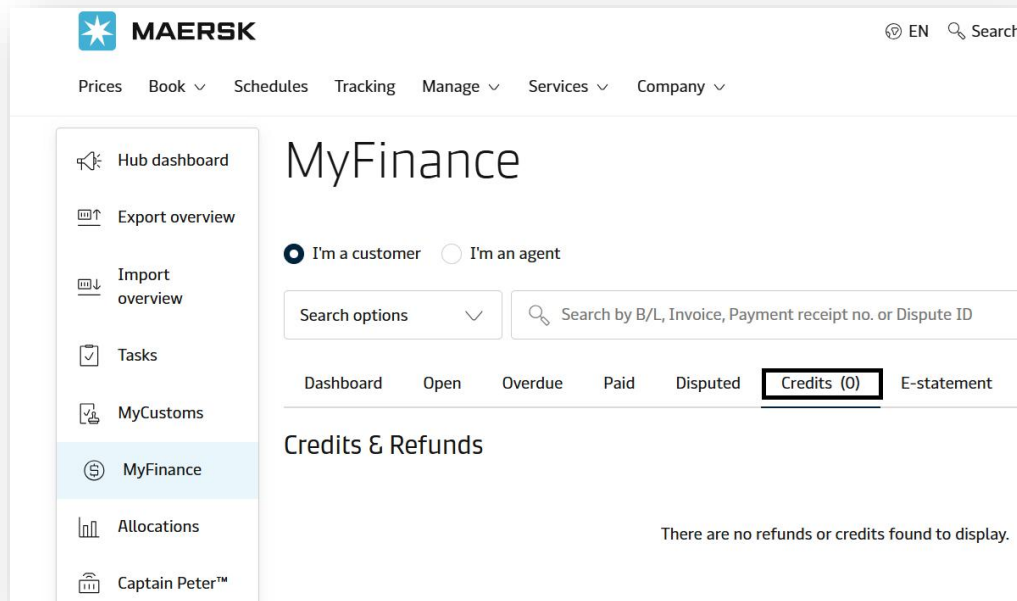 MAERSK
EN Search
Prices Book Schedules Tracking Manage Services Company
Hub dashboard
Export overview
Import
overview
Tasks
MyCustoms
MyFinance
Allocations
Captain Peter™
MyFinance
I'm a customer I'm an agent
Search options Search by B/L, Invoice, Payment receipt no. or Dispute ID
Dashboard Open Overdue Paid Disputed Credits (0) E-statement
Credits & Refunds
There are no refunds or credits found to display.